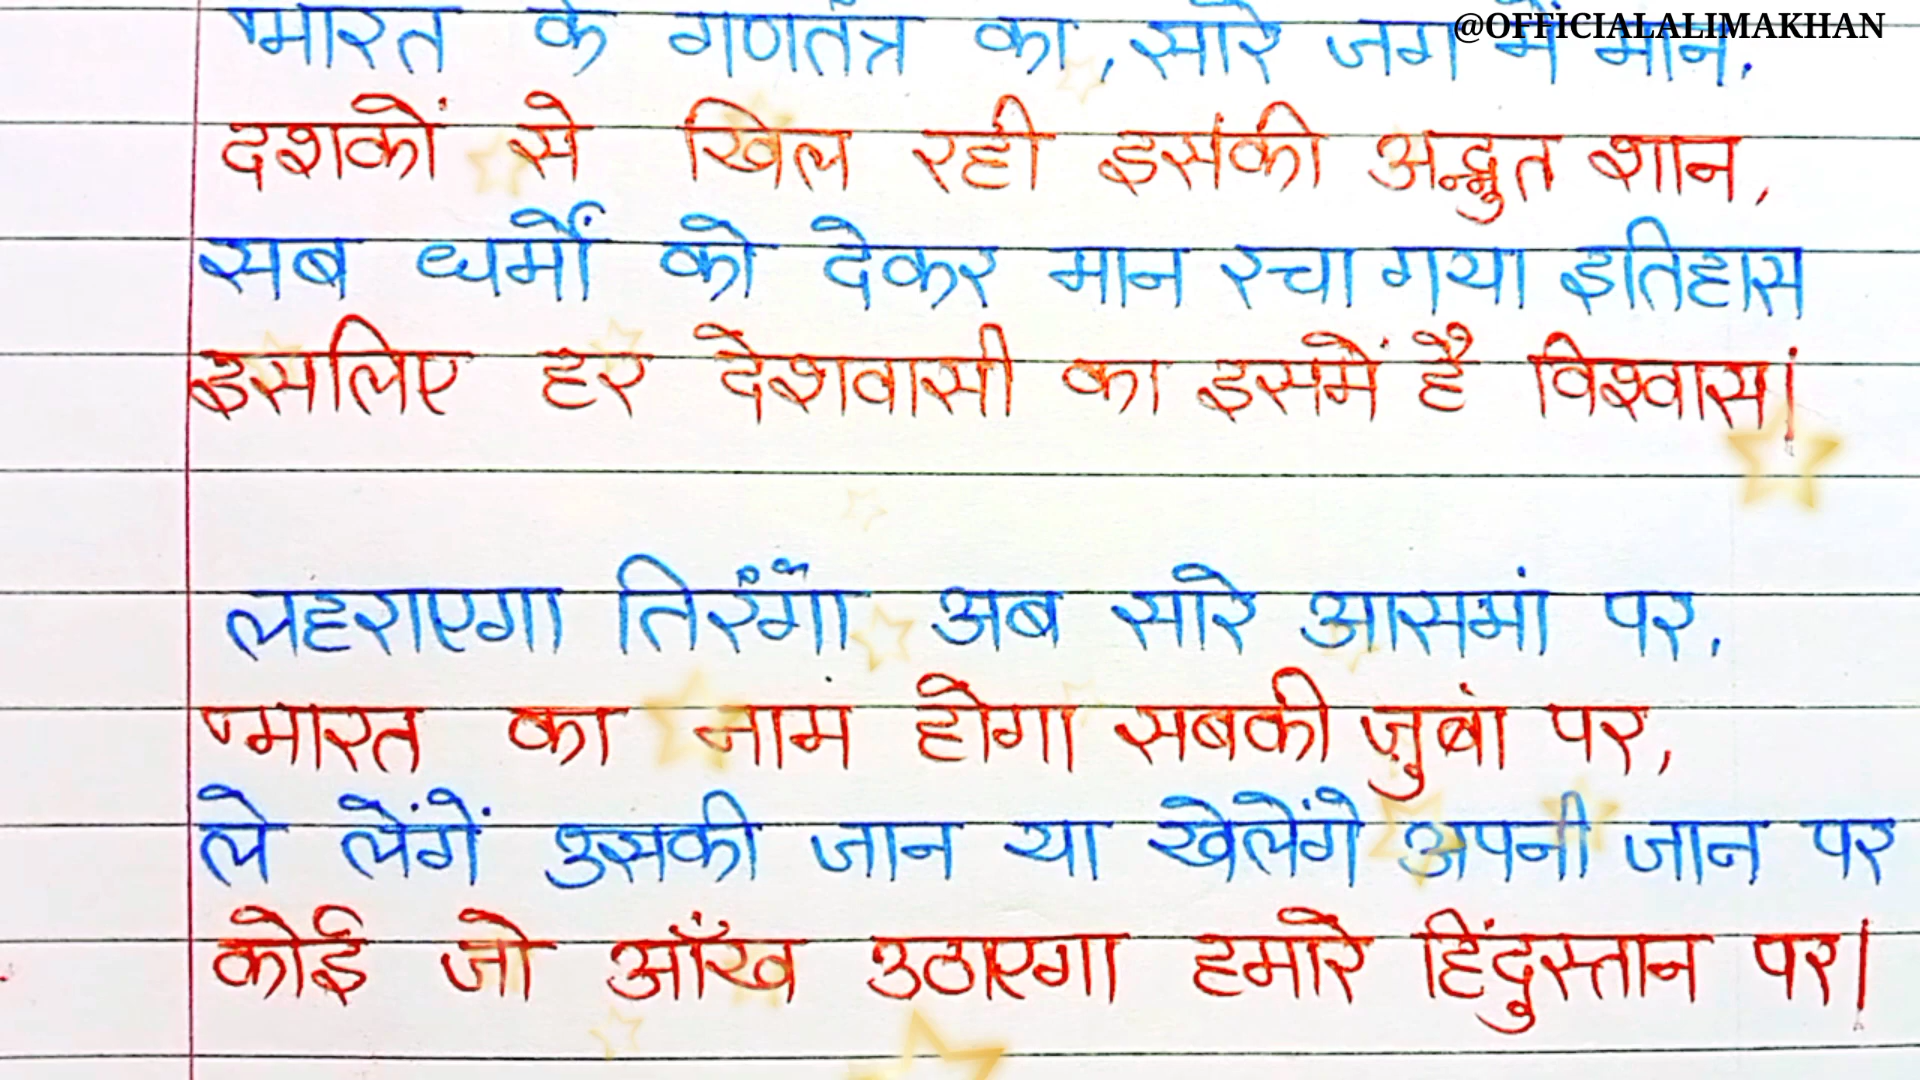 @OFFICIALALIMAKHAN
भारत के गणतंत्र का, सारे जग में मान,
दशकों से खिल रही इसकी अद्भुत शान,
सब धर्मों को देकर मान रचा गया इतिहास
इसलिए हर देशवासी का इसमें है विश्वास।
लहराएगा तिरंगा अब सारे आसमां पर,
भारत का नाम होगा सबकी जुबां पर,
ले लेंगें उसकी जान या खेलेंगे अपनी जान पर
कोई जो आँख उठाएगा हमारे हिंदुस्तान पर।